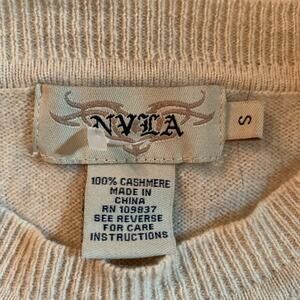 NVLA
S
100% CASHMERE
MADE IN
CHINA
RN 109837
SEE REVERSE
FOR CARE
INSTRUCTIONS